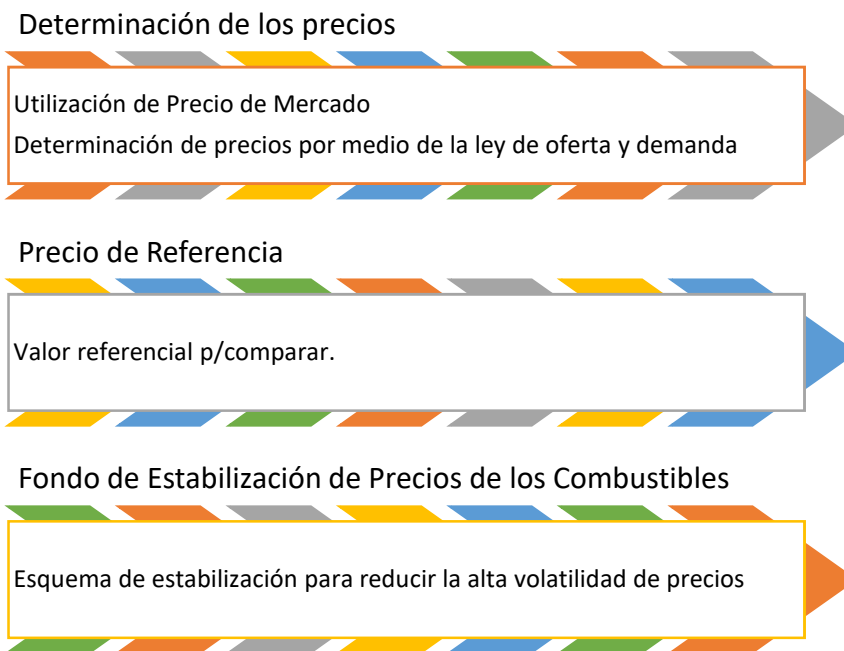 Determinación de los precios
Utilización de Precio de Mercado
Determinación de precios por medio de la ley de oferta y demanda
Precio de Referencia
Valor referencial p/comparar.
Fondo de Estabilización de Precios de los Combustibles
Esquema de estabilización para reducir la alta volatilidad de precios